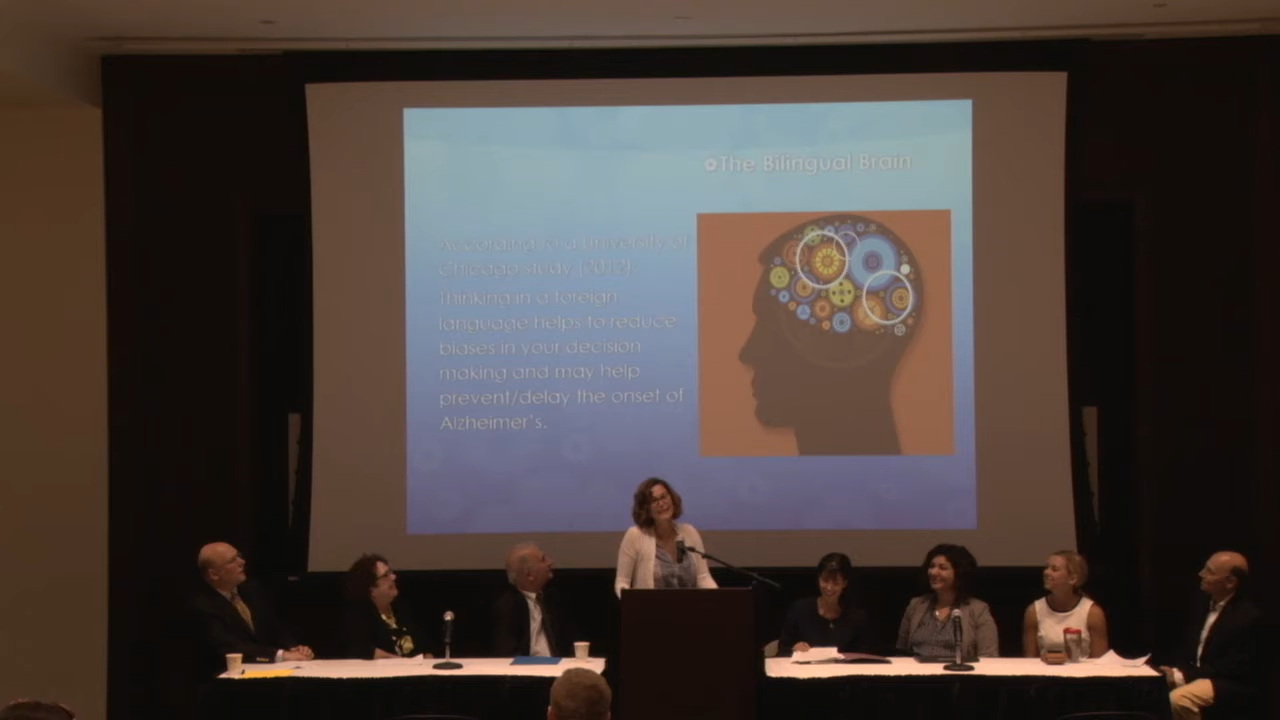 The Bilingual Brain
According to a University of
Chicago study (2012):
Thinking in a foreign
language helps to reduce
biases in your decision
making and may help
prevent/delay the onset of
Alzheimer's.